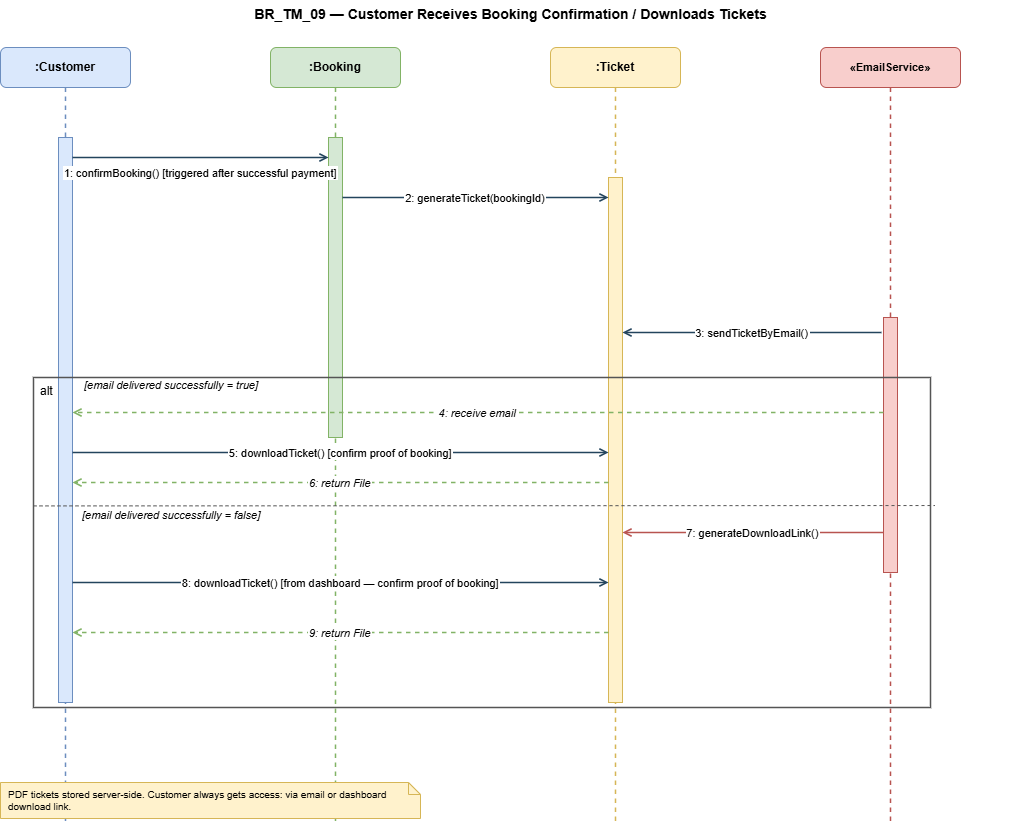 BR_TM_09 — Customer Receives Booking Confirmation / Downloads Tickets
:Customer
:Booking
:Ticket
«EmailService»
1: confirmBooking() [triggered after successful payment]
2: generateTicket(bookingId)
3: sendTicketByEmail()
alt
[email delivered successfully = true]
4: receive email
5: downloadTicket() [confirm proof of booking]
6: return File
[email delivered successfully = false]
7: generateDownloadLink()
8: downloadTicket() [from dashboard — confirm proof of booking]
9: return File
PDF tickets stored server-side. Customer always gets access: via email or dashboard
download link.